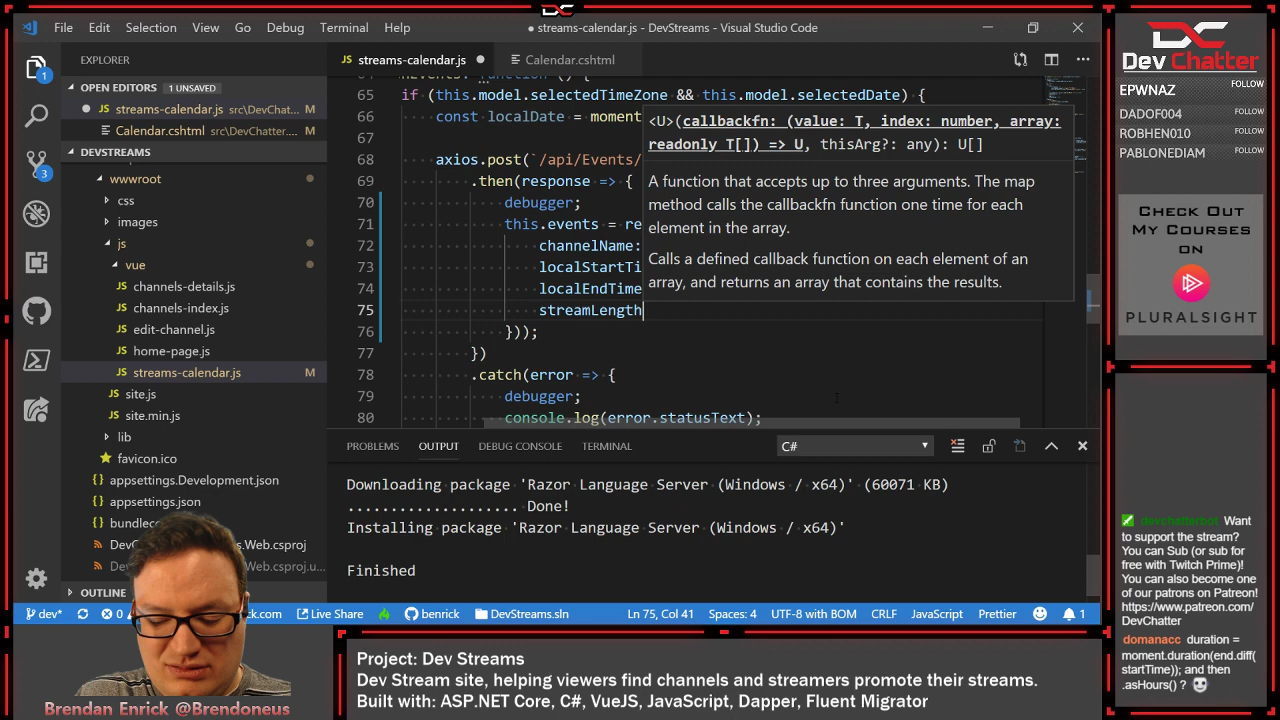 File Edit Selection View Go Debug Terminal Help
● streams-calendar.js - DevStreams - Visual Studio Code
EXPLORER
OPEN EDITORS 1 UNSAVED
streams-calendar.js src\DevChat... M
Calendar.cshtml src\DevChatter.... M
DEVSTREAMS
wwwroot
css
images
js
vue
channels-details.js
channels-index.js
edit-channel.js
home-page.js
streams-calendar.js M
site.js
site.min.js
lib
favicon.ico
appsettings.Development.json
appsettings.json
OUTLINE
1
3
streams-calendar.js
Calendar.cshtml
65 if (this.model.selectedTimeZone && this.model.selectedDate) {
66 const localDate = moment
67
68 axios.post(`/api/Events/
69 .then(response => {
70 debugger;
71 this.events = re
72 channelName:
73 localStartTi
74 localEndTime
75 streamLength
76 }));
77 })
78 .catch(error => {
79 debugger;
80 console.log(error.statusText);
<U>(callbackfn: (value: T, index: number, array:
readonly T[]) => U, thisArg?: any): U[]
A function that accepts up to three arguments. The map
method calls the callbackfn function one time for each
element in the array.
Calls a defined callback function on each element of an
array, and returns an array that contains the results.
PROBLEMS OUTPUT DEBUG CONSOLE TERMINAL C#
Downloading package 'Razor Language Server (Windows / x64)' (60071 KB)
.................... Done!
Installing package 'Razor Language Server (Windows / x64)'
Finished
dev* 0 k.com Live Share benrick DevStreams.sln Ln 75, Col 41 Spaces: 4 UTF-8 with BOM CRLF JavaScript Prettier 1
Brendan Enrick @Brendoneus
Project: Dev Streams
Dev Stream site, helping viewers find channels and streamers promote their streams.
Built with: ASP.NET Core, C#, VueJS, JavaScript, Dapper, Fluent Migrator
DC
Dev Chatter
EPWNAZ FOLLOW
DADOF004 FOLLOW
ROBHEN010 FOLLOW
PABLONEDIAM FOLLOW
CHECK OUT
MY COURSES
ON
PLURALSIGHT
devchatterbot Want
to support the stream?
You can Sub (or sub for
free with Twitch Prime)!
You can also become one
of our patrons on Patreon!
https://www.patreon.com/
DevChatter
domanacc duration =
moment.duration(end.diff(
startTime)); and then
.asHours() ?